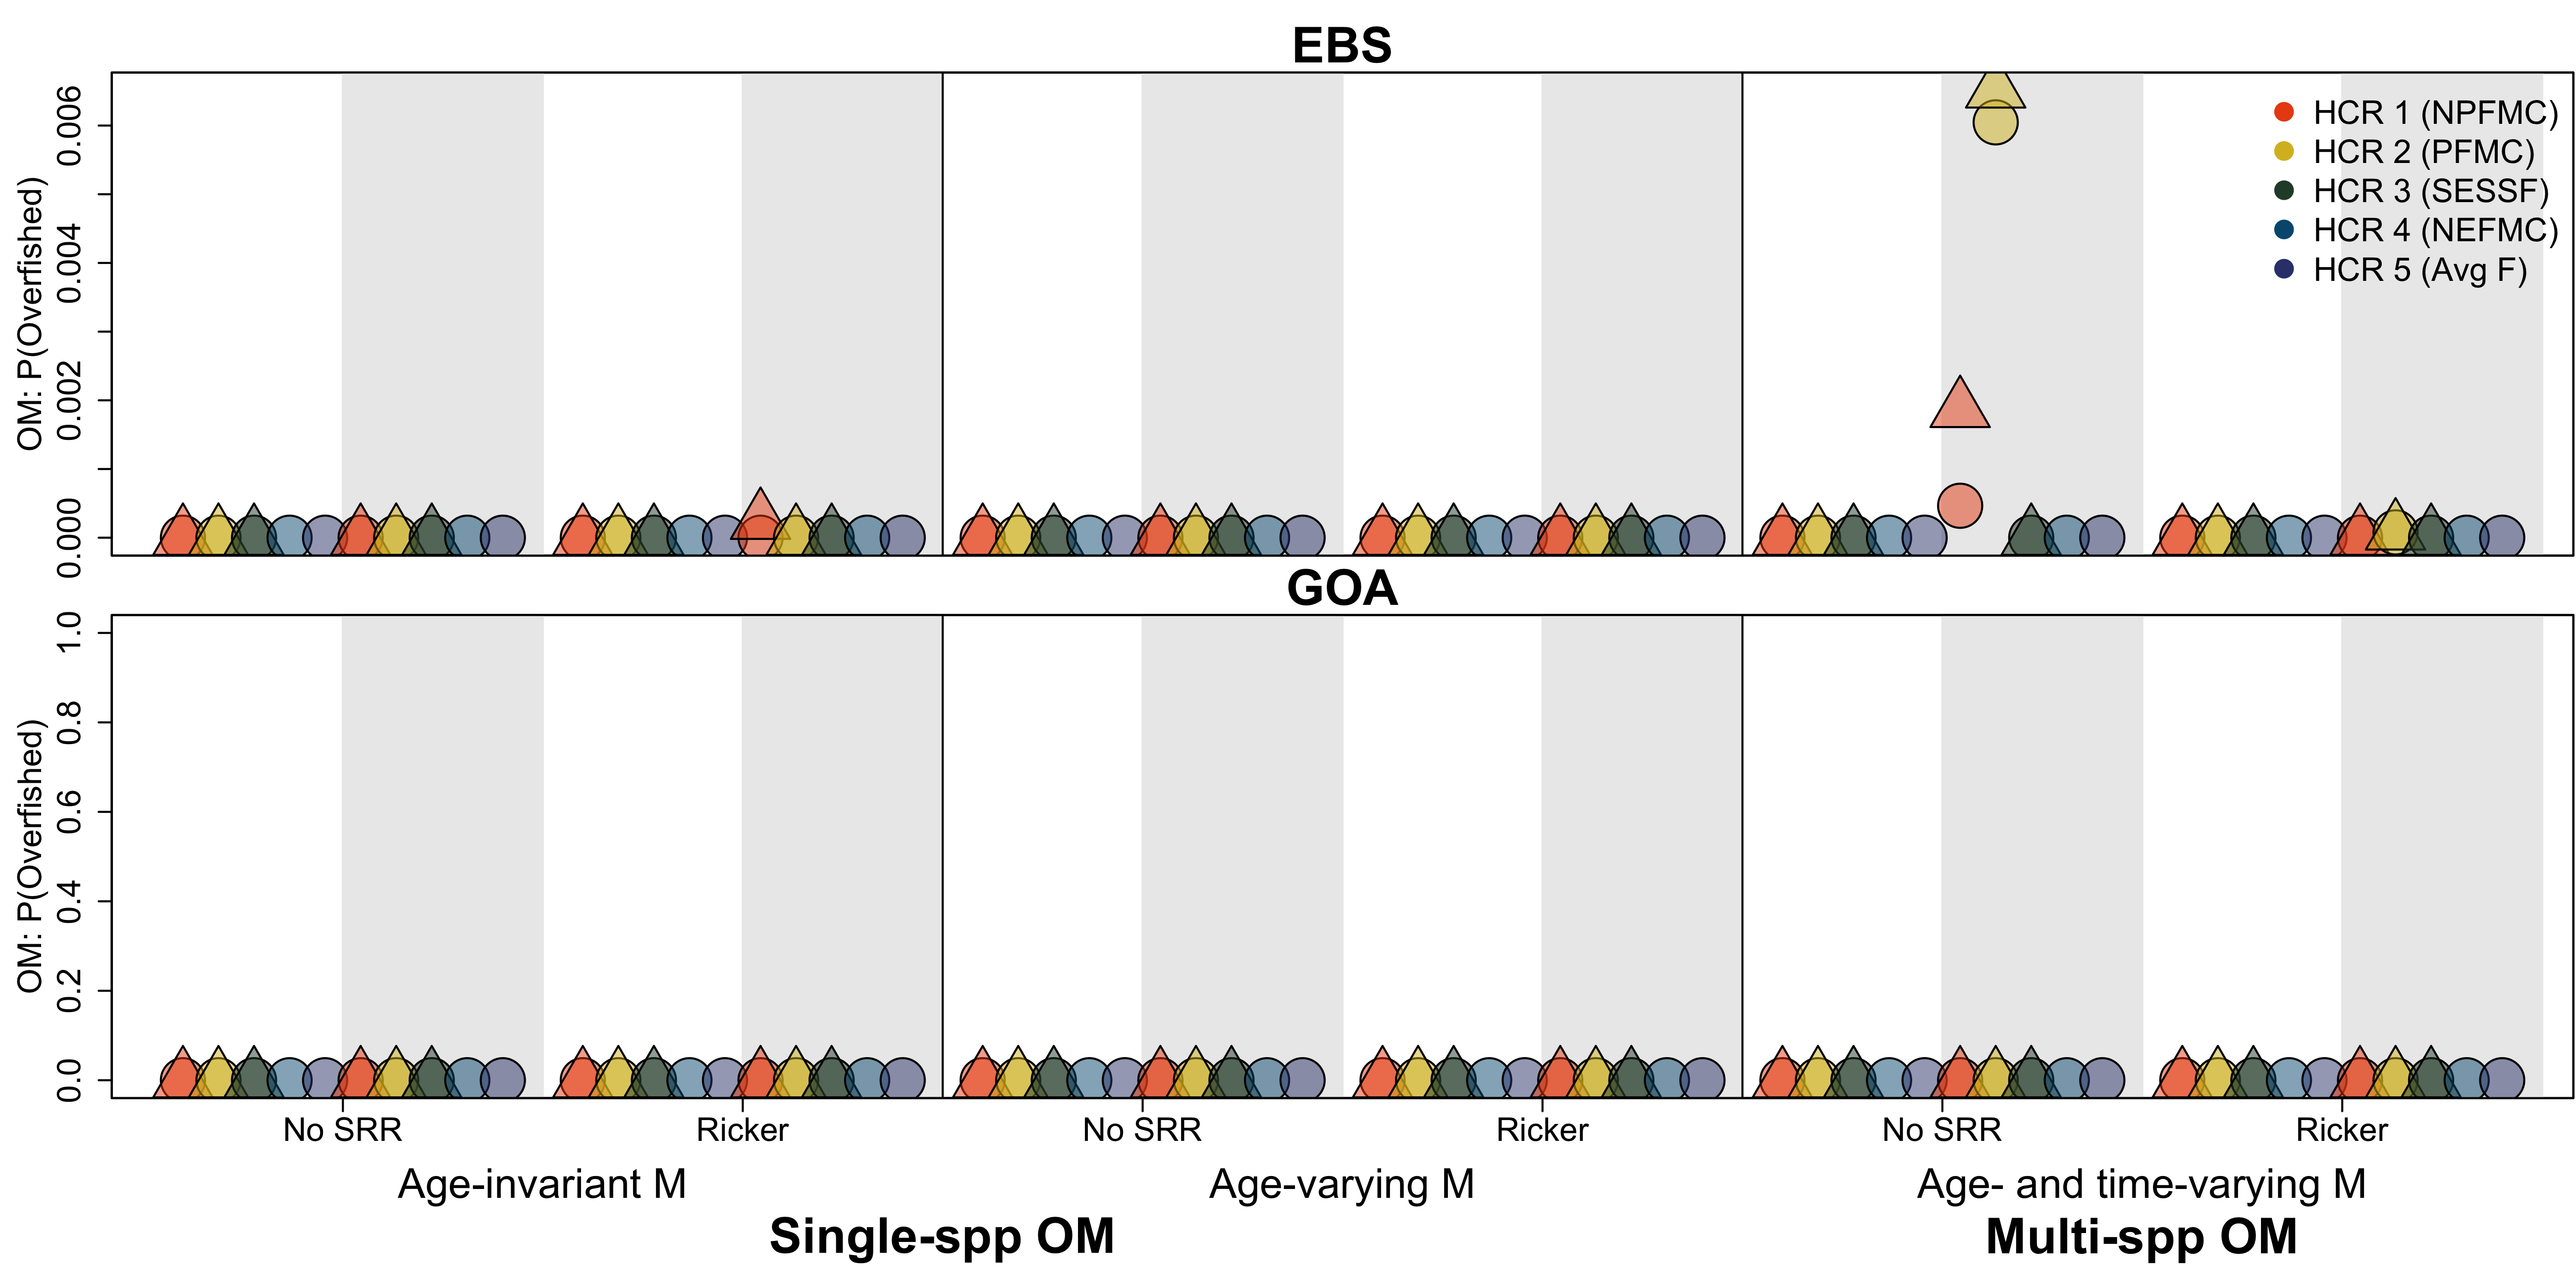 EBS
OM: P(Overfished)
0.006
0.004
0.002
0.000
HCR 1 (NPFMC)
HCR 2 (PFMC)
HCR 3 (SESSF)
HCR 4 (NEFMC)
HCR 5 (Avg F)
GOA
OM: P(Overfished)
1.0
0.8
0.6
0.4
0.2
0.0
No SRR Ricker No SRR Ricker No SRR Ricker
Age-invariant M Age-varying M Age- and time-varying M
Single-spp OM Multi-spp OM